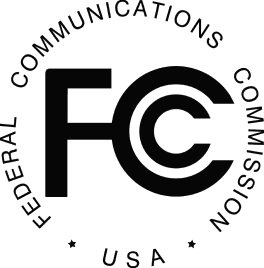 FEDERAL COMMUNICATIONS COMMISSION
FCC
★ USA ★